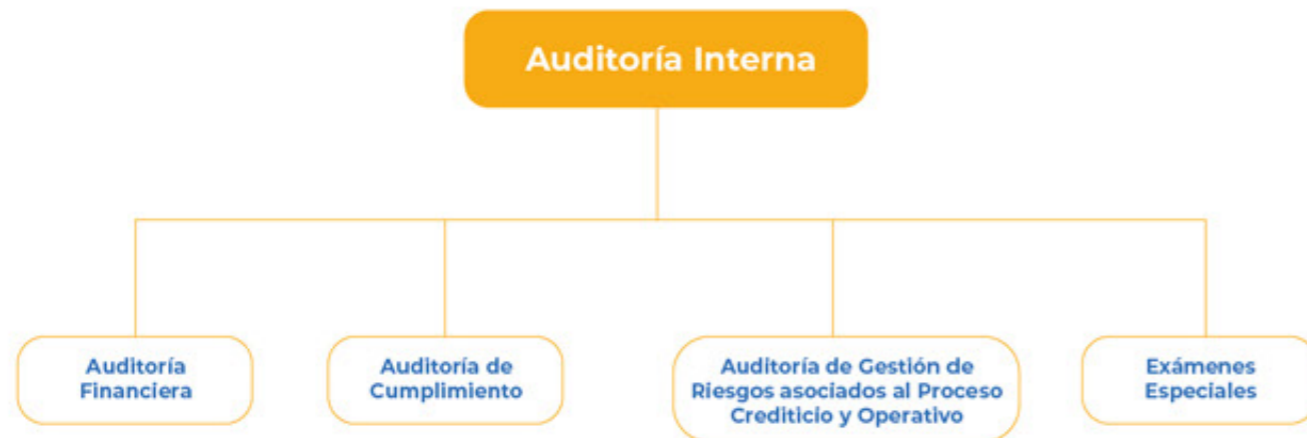 Auditoría Interna
Auditoría
Financiera
Auditoría de
Cumplimiento
Auditoría de Gestión de
Riesgos asociados al Proceso
Crediticio y Operativo
Exámenes
Especiales